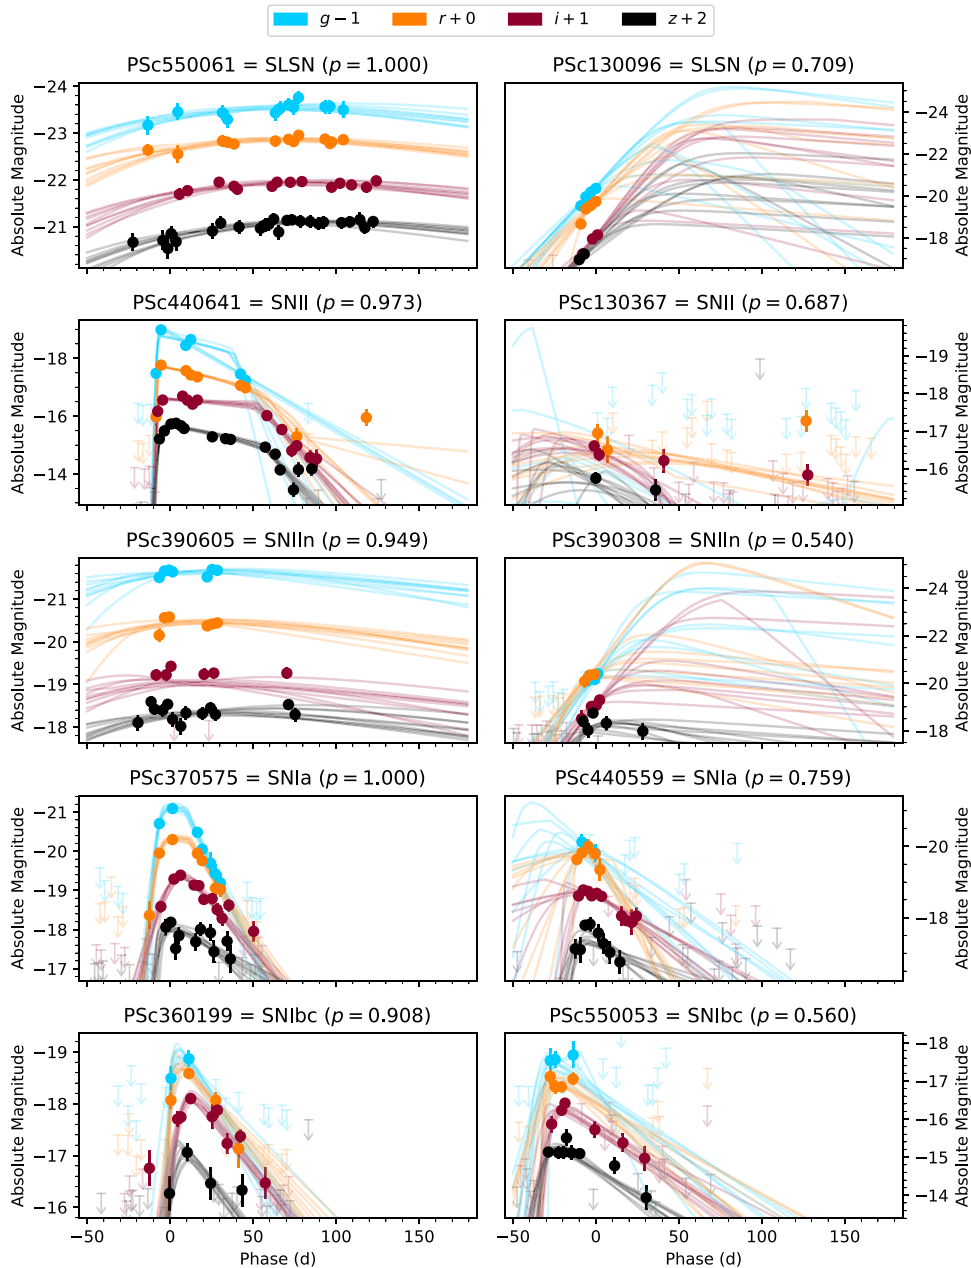 g − 1 r + 0 i + 1 z + 2
PSc550061 = SLSN (p = 1.000)
PSc130096 = SLSN (p = 0.709)
Absolute Magnitude
−24
−23
−22
−21
−24
−22
−20
−18
Absolute Magnitude
PSc440641 = SNII (p = 0.973)
PSc130367 = SNII (p = 0.687)
Absolute Magnitude
−18
−16
−14
−19
−18
−17
−16
Absolute Magnitude
PSc390605 = SNIIn (p = 0.949)
PSc390308 = SNIIn (p = 0.540)
Absolute Magnitude
−21
−20
−19
−18
−24
−22
−20
−18
Absolute Magnitude
PSc370575 = SNIa (p = 1.000)
PSc440559 = SNIa (p = 0.759)
Absolute Magnitude
−21
−20
−19
−18
−17
−20
−18
Absolute Magnitude
PSc360199 = SNIbc (p = 0.908)
PSc550053 = SNIbc (p = 0.560)
Absolute Magnitude
−19
−18
−17
−16
−18
−17
−16
−15
−14
Absolute Magnitude
−50 0 50 100 150
Phase (d)
−50 0 50 100 150
Phase (d)